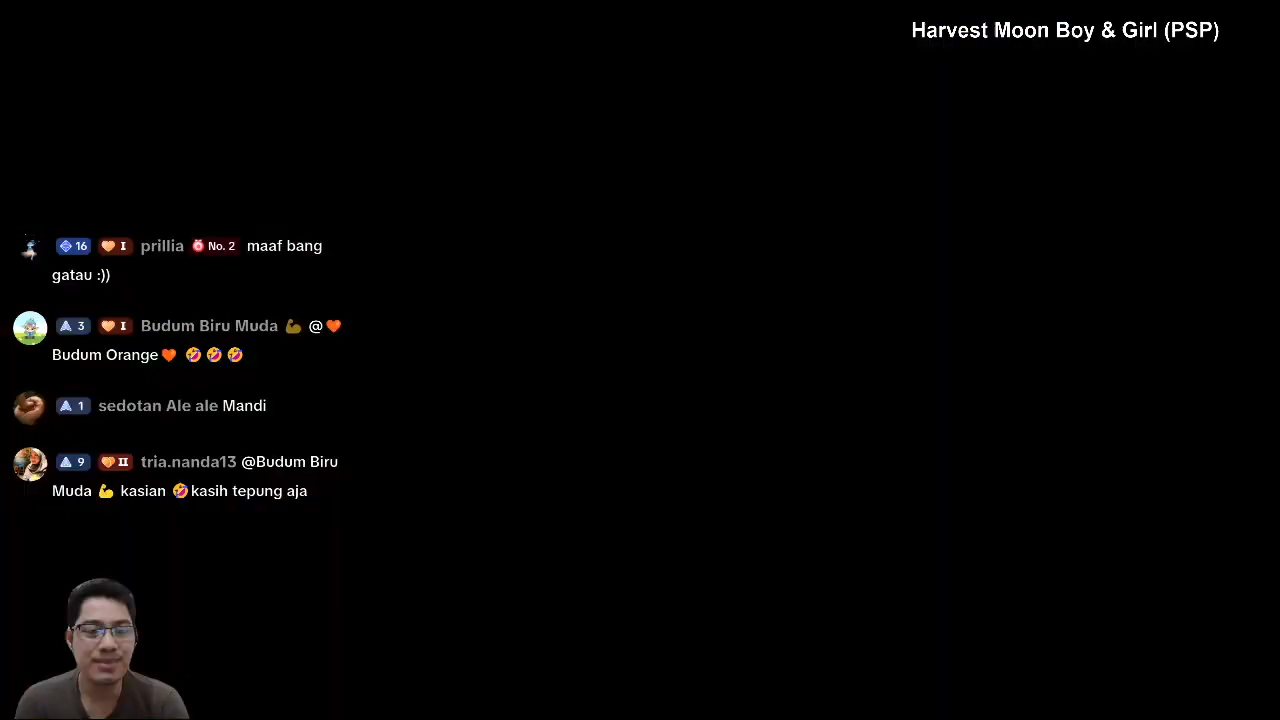 Harvest Moon Boy & Girl (PSP)
16 I prillia No. 2 maaf bang
gatau :))
3 I Budum Biru Muda 💪 @🧡
Budum Orange🧡 🤣🤣🤣
1 sedotan Ale ale Mandi
9 II tria.nanda13 @Budum Biru
Muda 💪 kasian 🤣kasih tepung aja